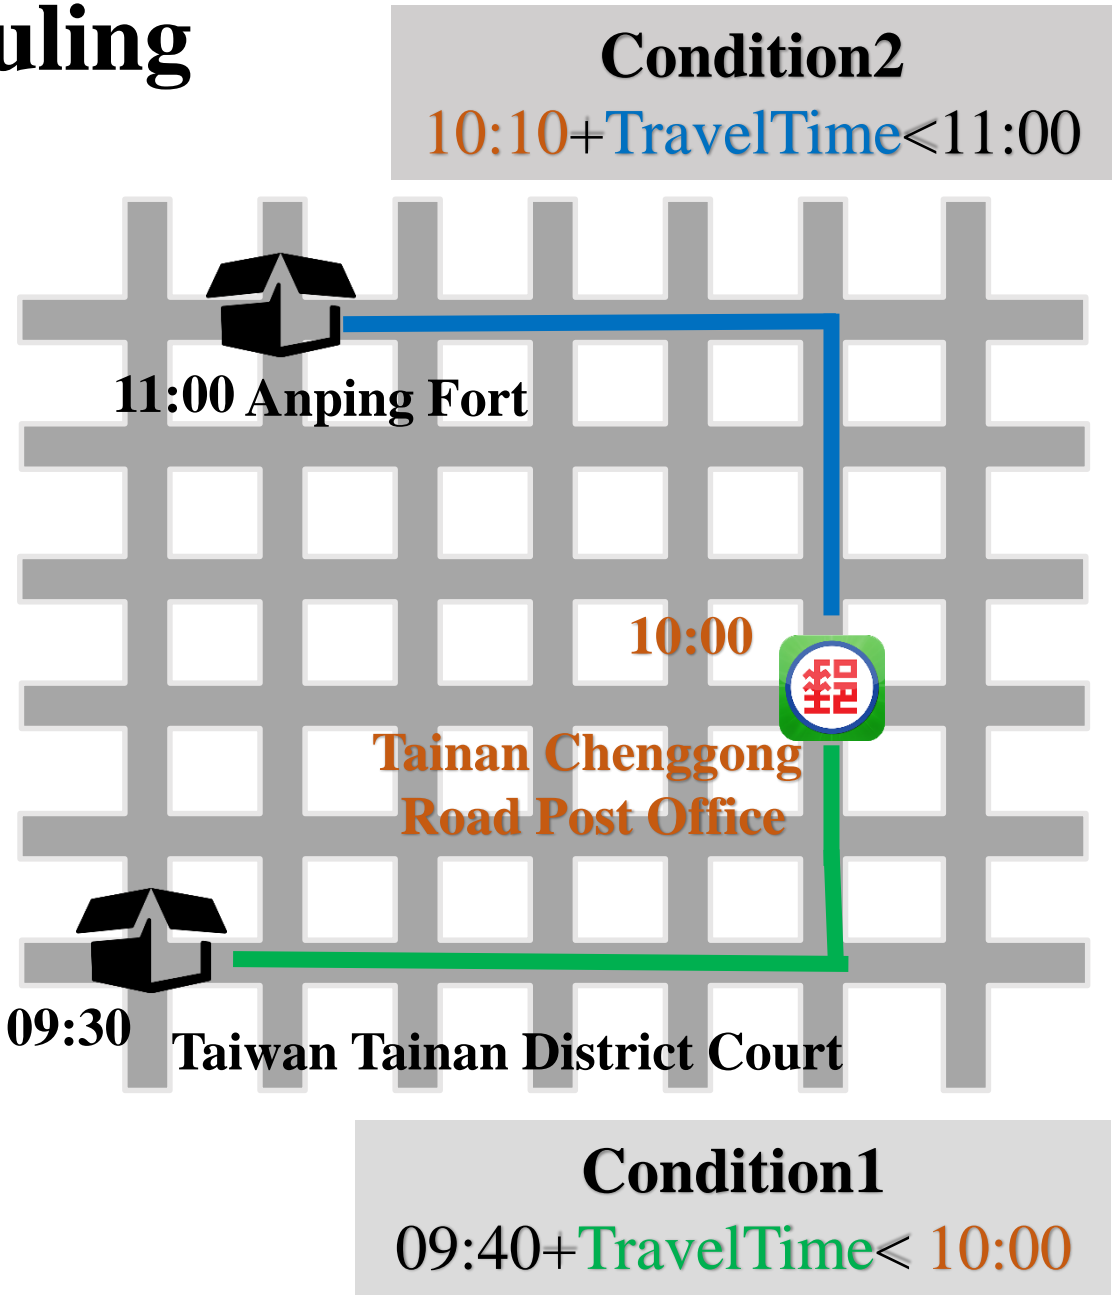 uling
Condition2
10:10+TravelTime<11:00
11:00 Anping Fort
10:00
郵
Tainan Chenggong
Road Post Office
09:30
Taiwan Tainan District Court
Condition1
09:40+TravelTime< 10:00